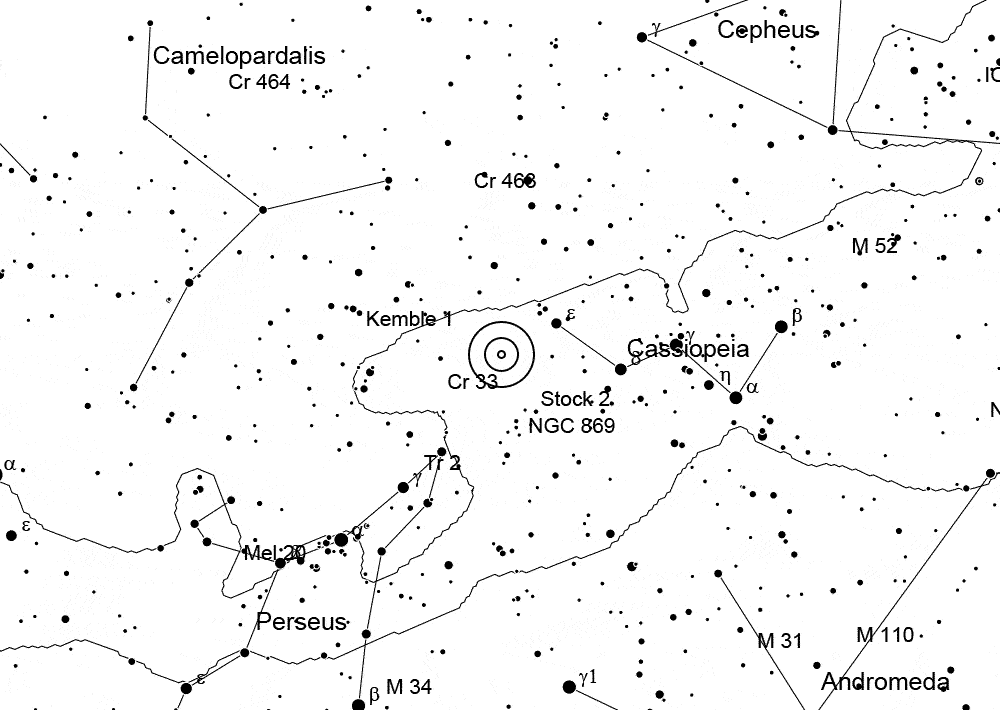 γ
Cepheus
Camelopardalis
Cr 464
IC
Cr 463
M 52
ε
β
Kemble 1
γ
Cassiopeia
δ
η
α
Cr 33
Stock 2
N
NGC 869
α
Tr 2
γ
ε
α
Mel 20
δ
Perseus
M 31
M 110
ε
γ1
Andromeda
β
M 34